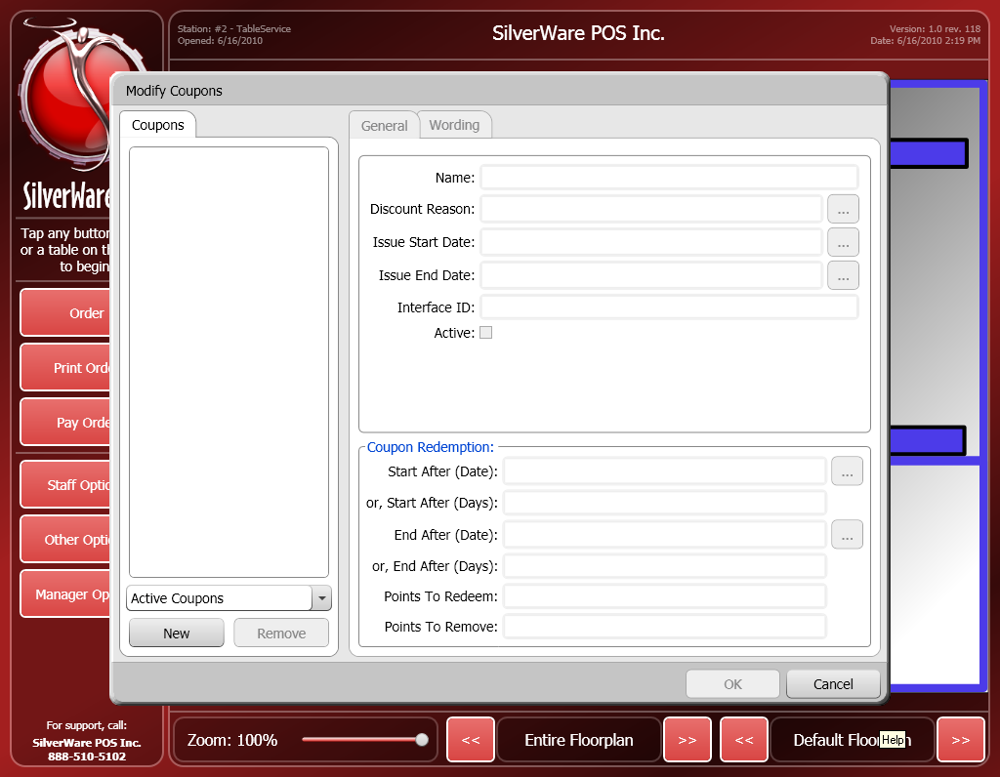 Station: #2 - TableService
Opened: 6/16/2010
SilverWare POS Inc.
Version: 1.0 rev. 118
Date: 6/16/2010 2:19 PM
SilverWare
Tap any button
or a table on th
to begin
Order
Print Orde
Pay Orde
Staff Optio
Other Optio
Manager Op
For support, call:
SilverWare POS Inc.
888-510-5102
Modify Coupons
Coupons
Active Coupons
New
Remove
General
Wording
Name:
Discount Reason:
...
Issue Start Date:
...
Issue End Date:
...
Interface ID:
Active:
Coupon Redemption:
Start After (Date):
...
or, Start After (Days):
End After (Date):
...
or, End After (Days):
Points To Redeem:
Points To Remove:
OK
Cancel
Zoom: 100%
<<
Entire Floorplan
>>
<<
Default Floor
Help
>>